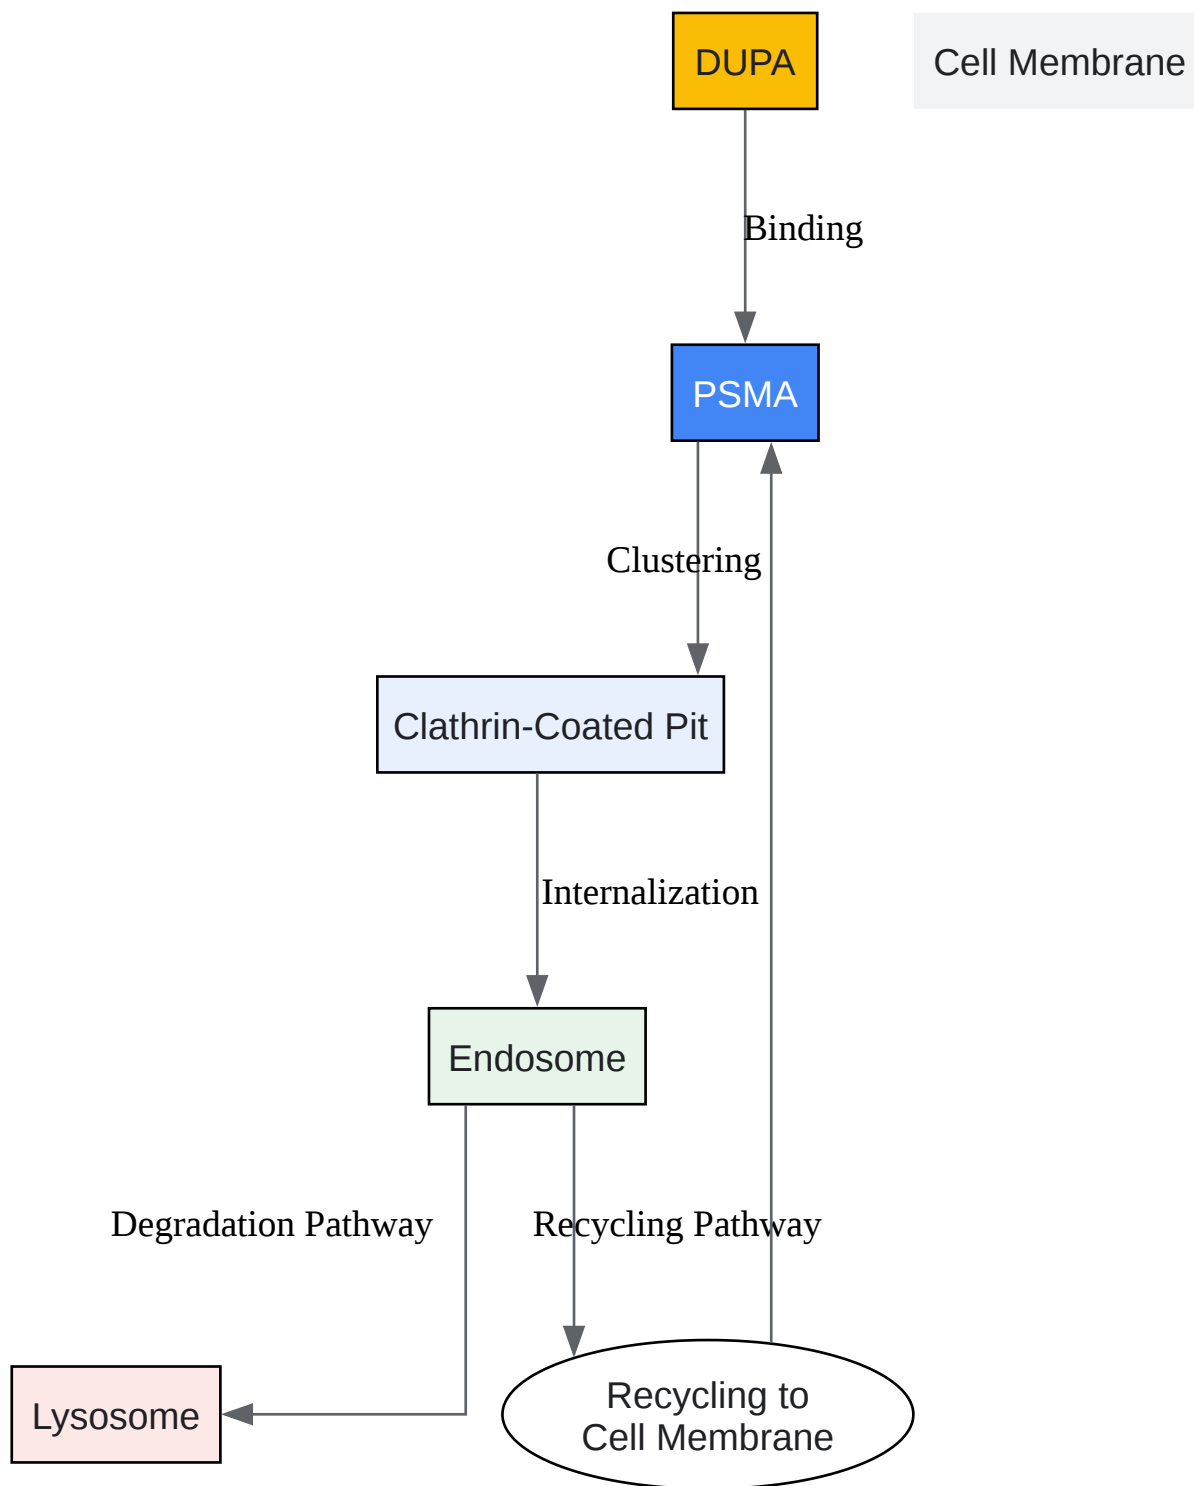 DUPA
Cell Membrane
Binding
PSMA
Clustering
Clathrin-Coated Pit
Internalization
Endosome
Degradation Pathway
Recycling Pathway
Lysosome
Recycling to
Cell Membrane